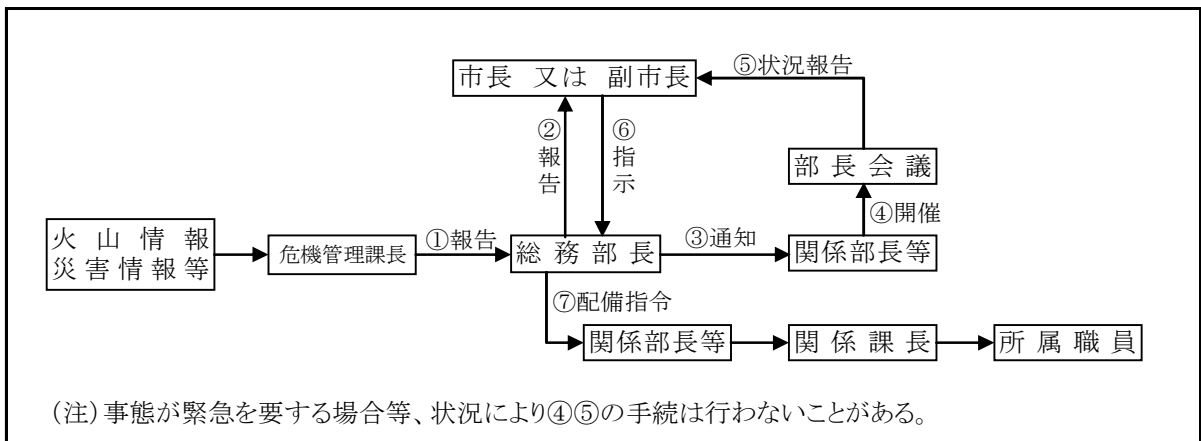 市長 又は 副市長
⑤状況報告
②報告
⑥指示
部長会議
④開催
火山情報
災害情報等
危機管理課長
①報告
総務部長
③通知
関係部長等
⑦配備指令
関係部長等
関係課長
所属職員
(注)事態が緊急を要する場合等、状況により④⑤の手続は行わないことがある。